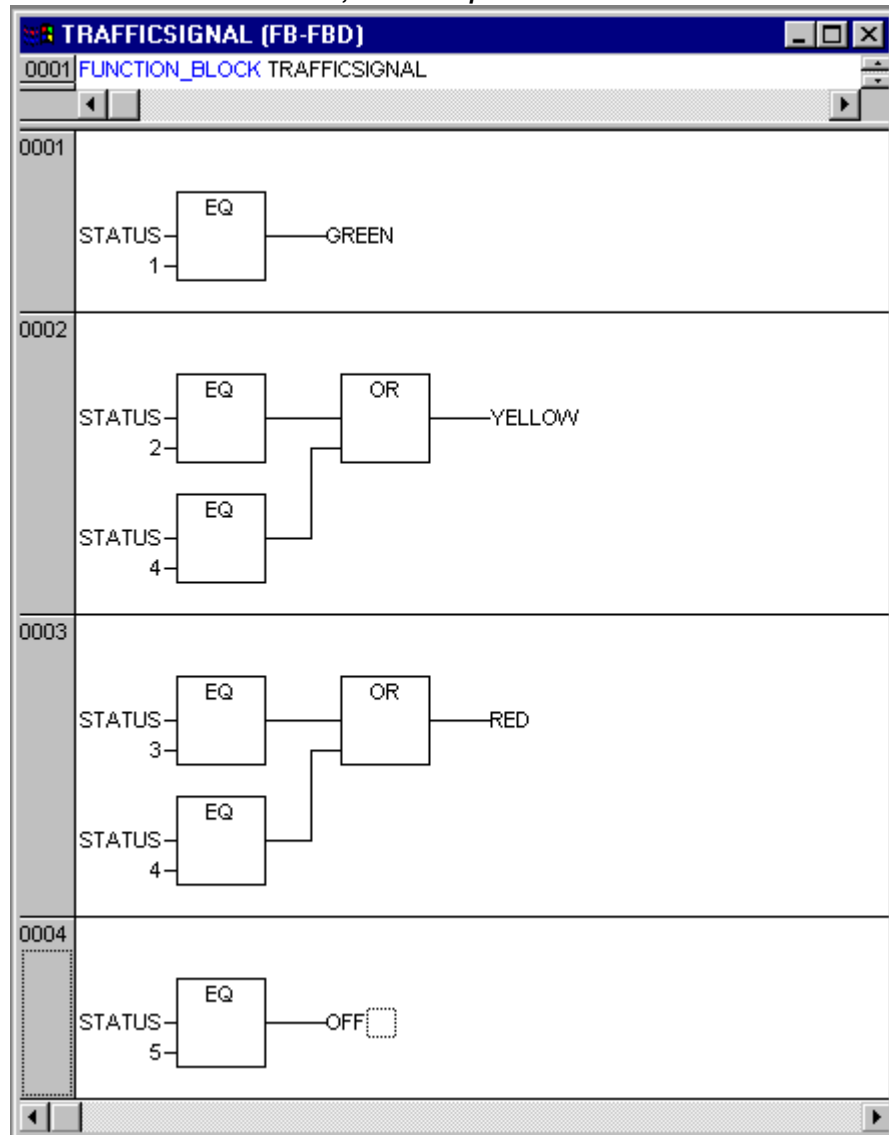 TRAFFICSIGNAL (FB-FBD)
0001 FUNCTION_BLOCK TRAFFICSIGNAL
0001
EQ
STATUS GREEN
1
0002
EQ OR
STATUS YELLOW
2
EQ
STATUS
4
0003
EQ OR
STATUS RED
3
EQ
STATUS
4
0004
EQ
STATUS OFF
5